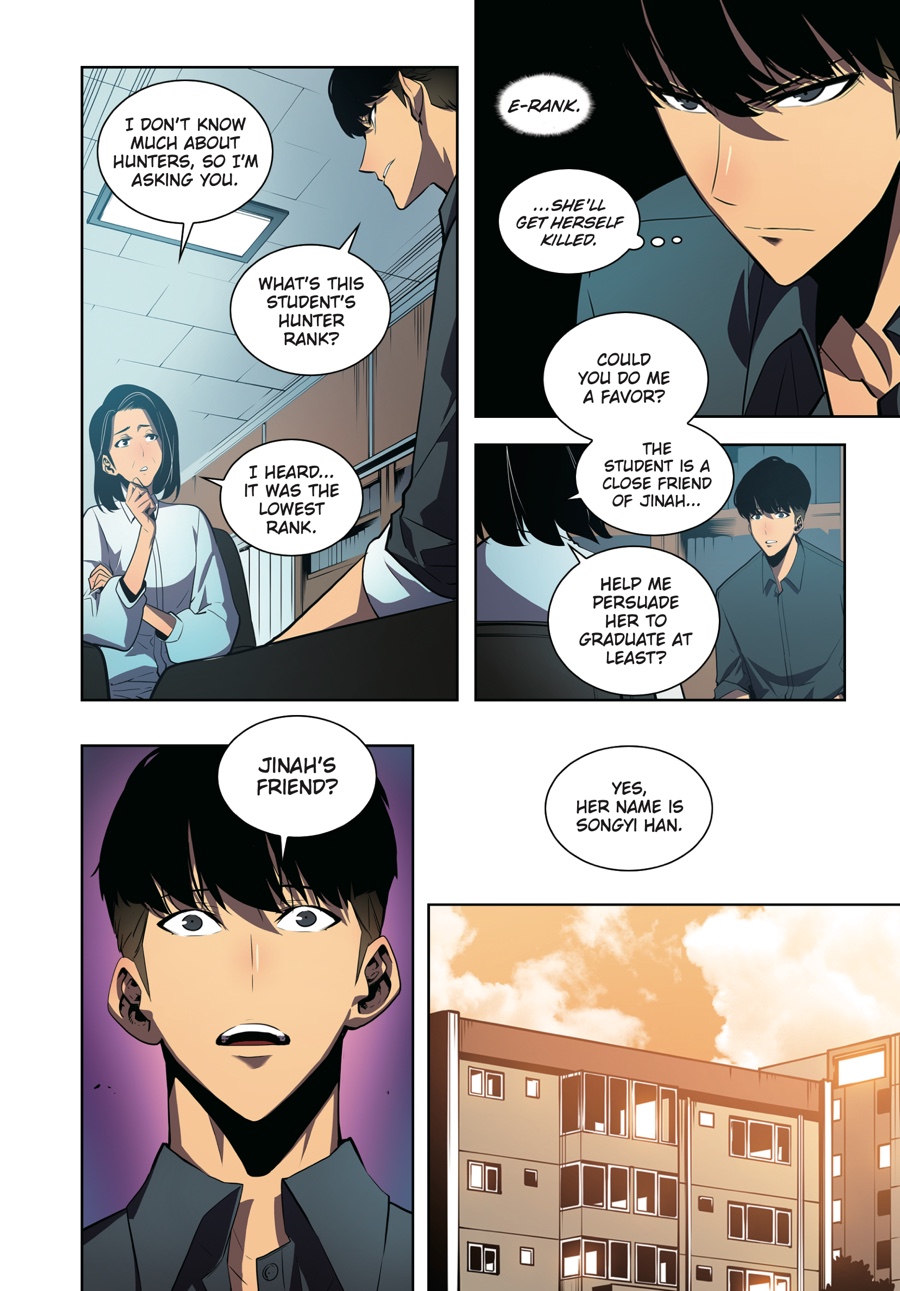 I DON'T KNOW
MUCH ABOUT
HUNTERS, SO I'M
ASKING YOU.
WHAT'S THIS
STUDENT'S
HUNTER
RANK?
I HEARD...
IT WAS THE
LOWEST
RANK.
E-RANK.
...SHE'LL
GET HERSELF
KILLED.
COULD
YOU DO ME
A FAVOR?
THE
STUDENT IS A
CLOSE FRIEND
OF JINAH...
HELP ME
PERSUADE
HER TO
GRADUATE AT
LEAST?
JINAH'S
FRIEND?
YES,
HER NAME IS
SONGYI HAN.